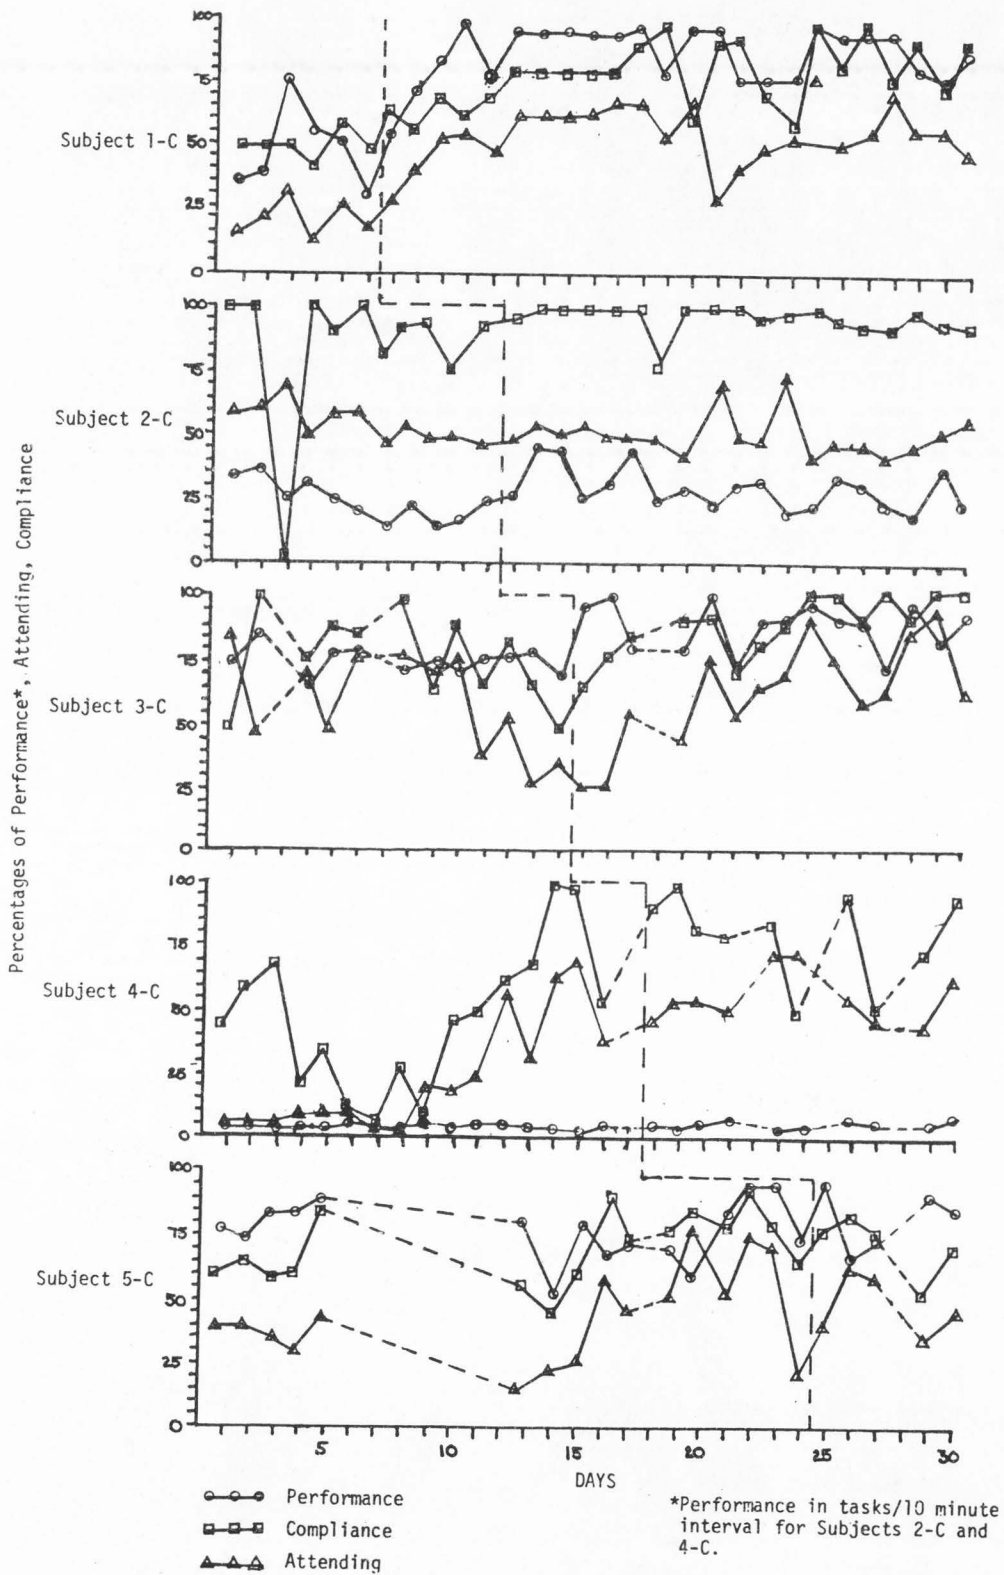 Percentages of Performance*, Attending, Compliance
Subject 1-C
100
75
50
25
0
Subject 2-C
100
75
50
25
0
Subject 3-C
100
75
50
25
0
Subject 4-C
100
75
50
25
0
Subject 5-C
100
75
50
25
0
5 10 15 20 25 30
DAYS
Performance
Compliance
Attending
*Performance in tasks/10 minute
interval for Subjects 2-C and
4-C.